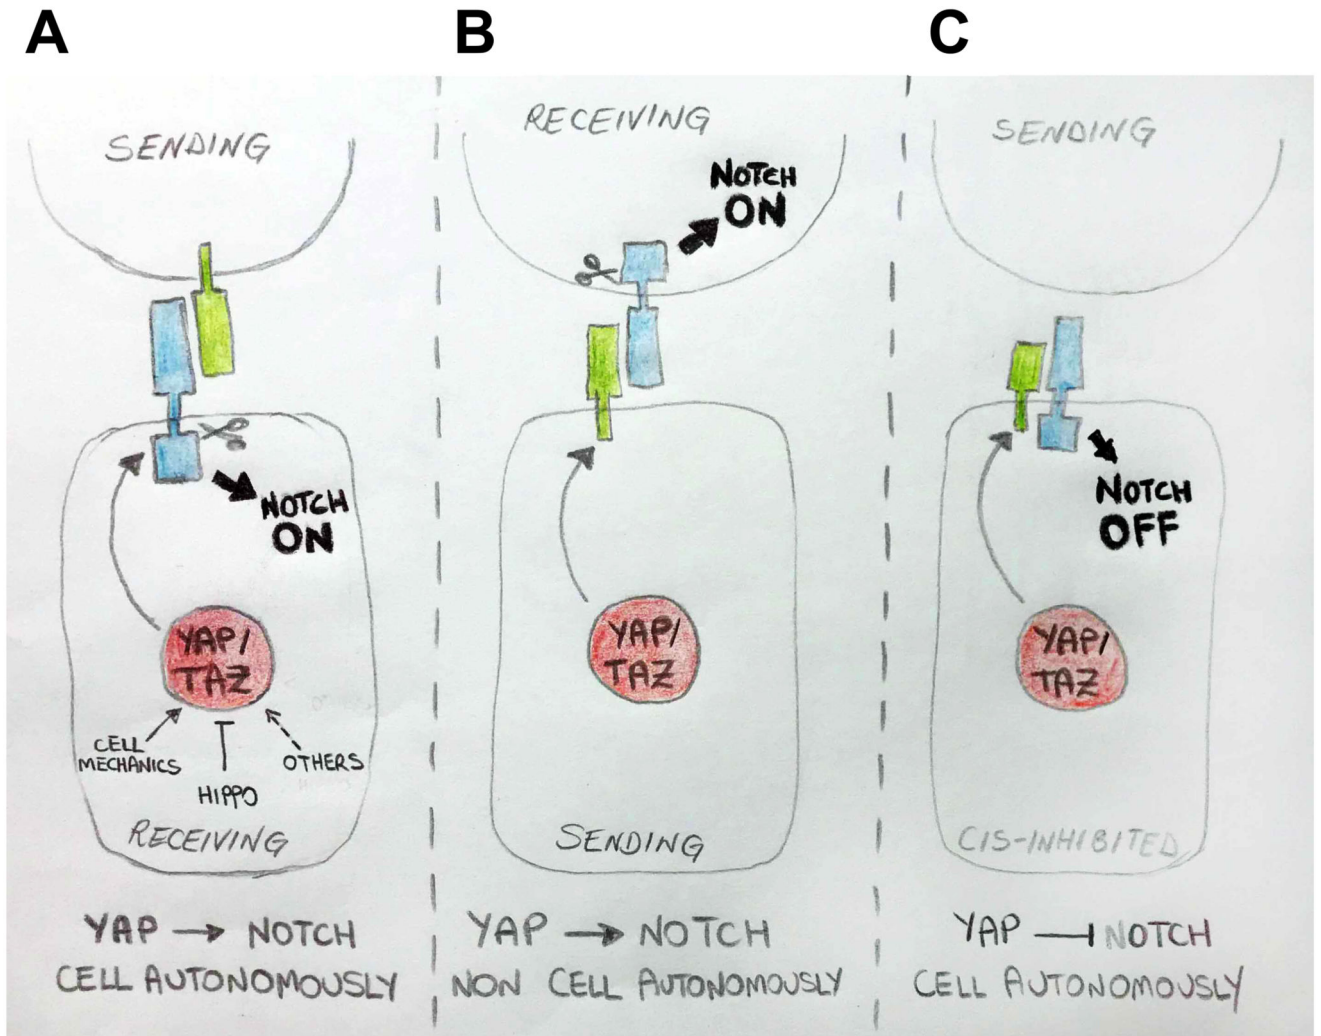 A
B
C
SENDING
NOTCH
ON
YAP/
TAZ
CELL
MECHANICS
HIPPO
OTHERS
RECEIVING
YAP → NOTCH
CELL AUTONOMOUSLY
RECEIVING
NOTCH
ON
YAP/
TAZ
SENDING
YAP → NOTCH
NON CELL AUTONOMOUSLY
SENDING
NOTCH
OFF
YAP/
TAZ
CIS-INHIBITED
YAP ⊣ NOTCH
CELL AUTONOMOUSLY